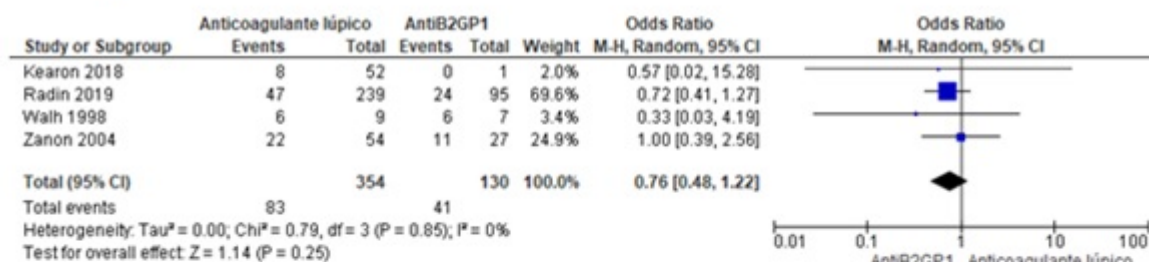 Anticoagulante lúpico AntiB2GP1 Odds Ratio Odds Ratio
Study or Subgroup Events Total Events Total Weight M-H, Random, 95% CI M-H, Random, 95% CI
Kearon 2018 8 52 0 1 2.0% 0.57 [0.02, 15.28]
Radin 2019 47 239 24 95 69.6% 0.72 [0.41, 1.27]
Walh 1998 6 9 6 7 3.4% 0.33 [0.03, 4.19]
Zanon 2004 22 54 11 27 24.9% 1.00 [0.39, 2.56]
Total (95% CI) 354 130 100.0% 0.76 [0.48, 1.22]
Total events 83 41
Heterogeneity: Tau² = 0.00; Chi² = 0.79, df = 3 (P = 0.85); I² = 0%
Test for overall effect: Z = 1.14 (P = 0.25)
0.01 0.1 1 10 100
AntiB2GP1 Anticoagulante lúpico